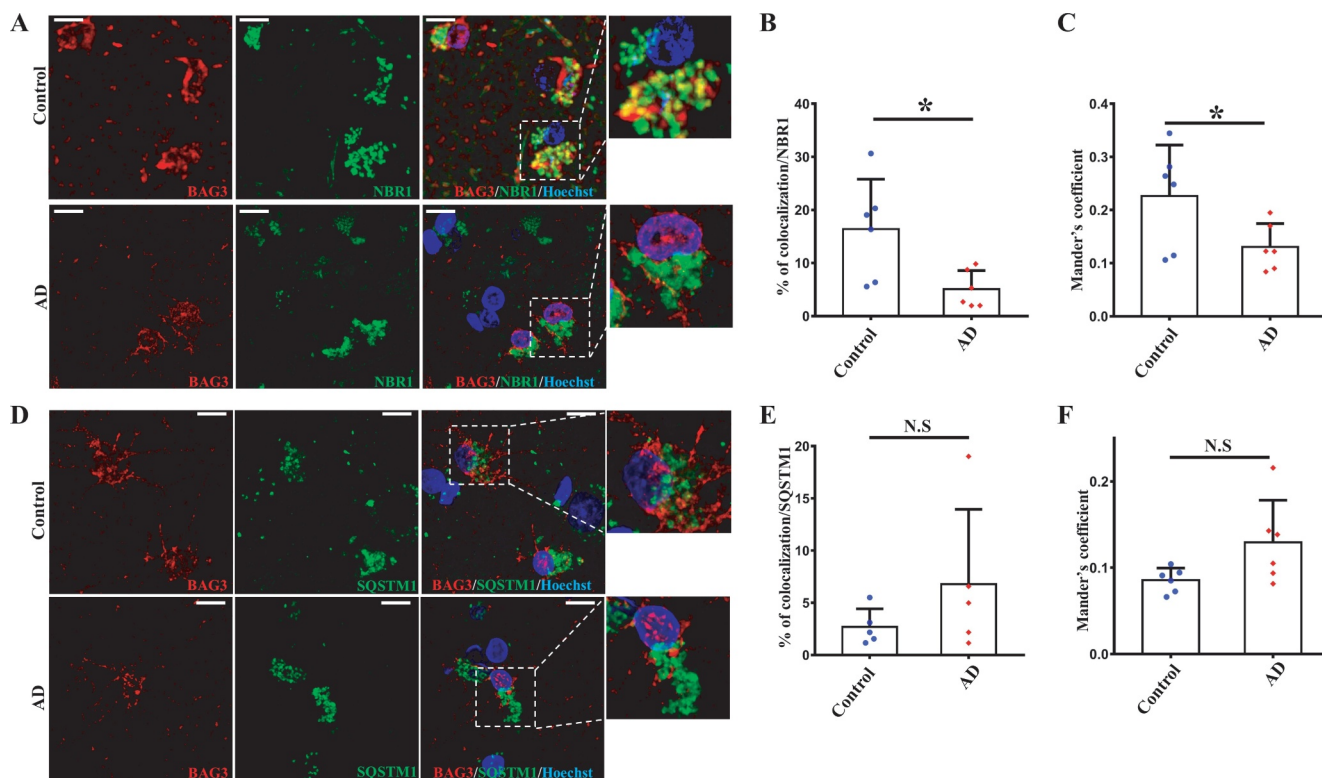 A
Control
BAG3
NBR1
BAG3/NBR1/Hoechst
AD
BAG3
NBR1
BAG3/NBR1/Hoechst
B
% of colocalization/NBR1
40
30
20
10
0
*
Control
AD
C
Mander's coefficient
0.4
0.3
0.2
0.1
0.0
*
Control
AD
D
Control
BAG3
SQSTM1
BAG3/SQSTM1/Hoechst
AD
BAG3
SQSTM1
BAG3/SQSTM1/Hoechst
E
% of colocalization/SQSTM1
20
15
10
5
0
N.S
Control
AD
F
Mander's coefficient
0.2
0.1
0.0
N.S
Control
AD